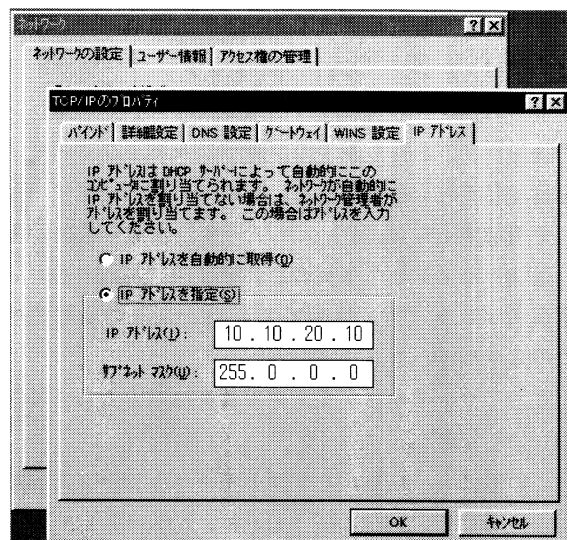 ネットワーク
ネットワークの設定 ユーザー情報 アクセス権の管理
TCP/IPのプロパティ
バインド 詳細設定 DNS 設定 ゲートウェイ WINS 設定 IP アドレス
IP アドレスは DHCP サーバーによって自動的にこの
コンピュータに割り当てられます。 ネットワークが自動的に
IP アドレスを割り当てない場合は、ネットワーク管理者が
アドレスを割り当てます。 この場合はアドレスを入力
してください。
IP アドレスを自動的に取得(O)
IP アドレスを指定(S)
IP アドレス(I): 10 . 10 . 20 . 10
サブネット マスク(U): 255 . 0 . 0 . 0
OK キャンセル